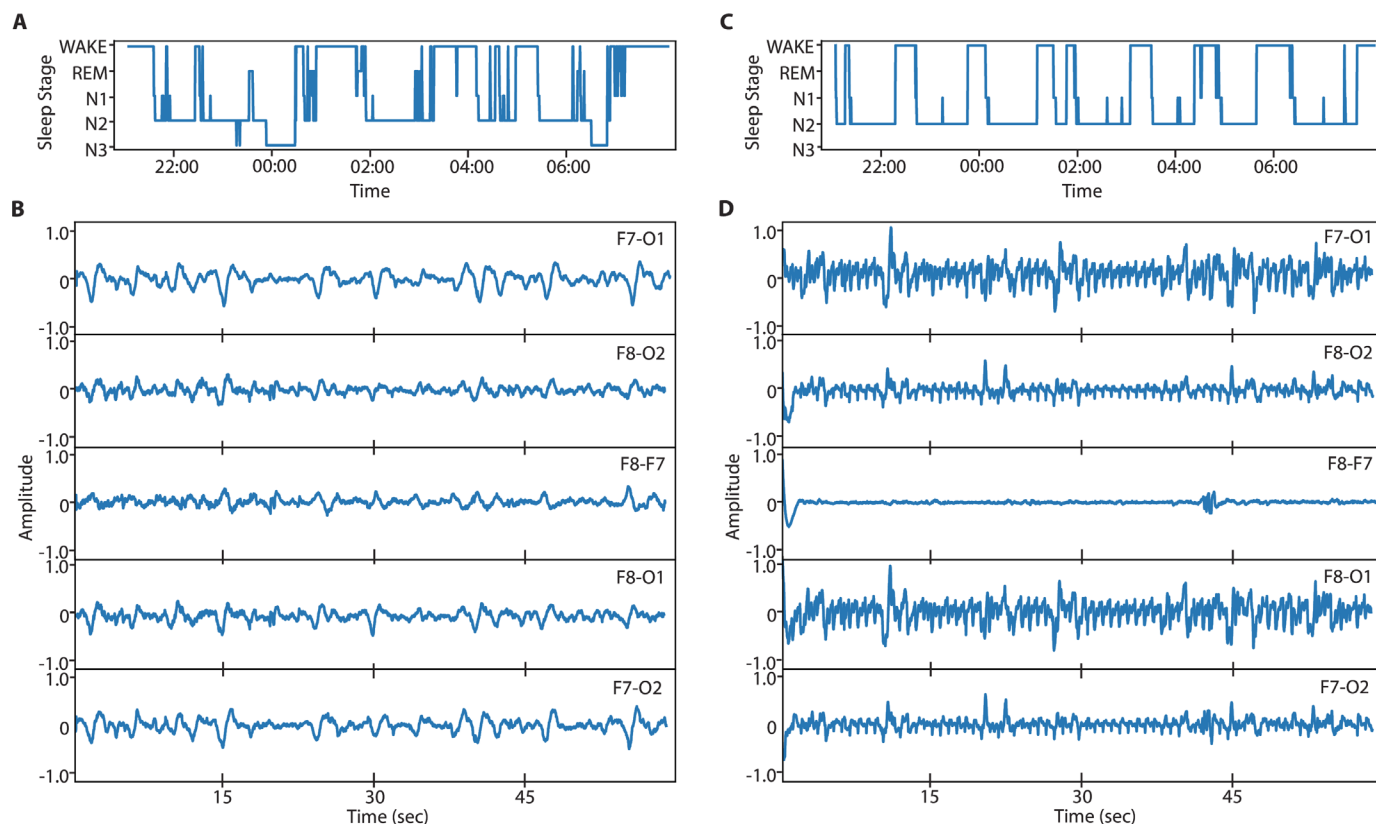 A
Sleep Stage
WAKE
REM
N1
N2
N3
22:00 00:00 02:00 04:00 06:00
Time
B
Amplitude
1.0
0
-1.0
F7-O1
1.0
0
-1.0
F8-O2
1.0
0
-1.0
F8-F7
1.0
0
-1.0
F8-O1
1.0
0
-1.0
F7-O2
15 30 45
Time (sec)
C
Sleep Stage
WAKE
REM
N1
N2
N3
22:00 00:00 02:00 04:00 06:00
Time
D
Amplitude
1.0
0
-1.0
F7-O1
1.0
0
-1.0
F8-O2
1.0
0
-1.0
F8-F7
1.0
0
-1.0
F8-O1
1.0
0
-1.0
F7-O2
15 30 45
Time (sec)